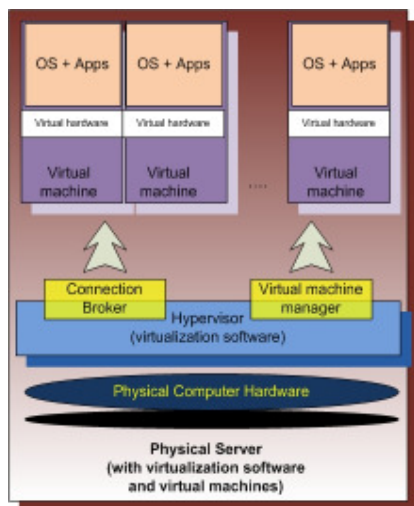 OS + Apps
OS + Apps
OS + Apps
Virtual hardware
Virtual hardware
Virtual hardware
Virtual
machine
Virtual
machine
....
Virtual
machine
Connection
Broker
Virtual machine
manager
Hypervisor
(virtualization software)
Physical Computer Hardware
Physical Server
(with virtualization software
and virtual machines)